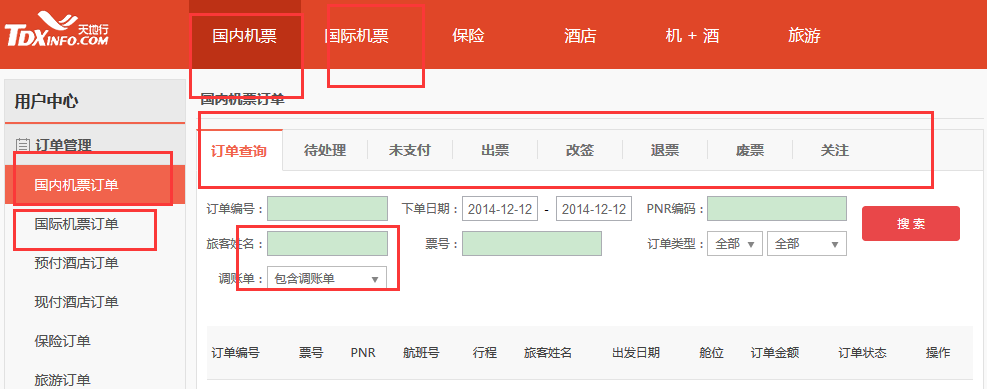 TDXINFO.COM 天地行 国内机票 国际机票 保险 酒店 机 + 酒 旅游
用户中心
订单管理
国内机票订单
国际机票订单
预付酒店订单
现付酒店订单
保险订单
旅游订单
国内机票订单
订单查询 待处理 未支付 出票 改签 退票 废票 关注
订单编号： 下单日期： 2014-12-12 - 2014-12-12 PNR编码： 搜 索
旅客姓名： 票号： 订单类型： 全部 全部
调账单： 包含调账单
订单编号 票号 PNR 航班号 行程 旅客姓名 出发日期 舱位 订单金额 订单状态 操作